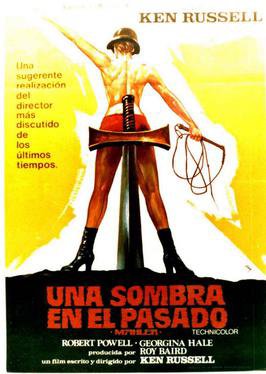 KEN RUSSELL
Una
sugerente
realización
del
director
más
discutido
de
los
últimos
tiempos.
UNA SOMBRA
EN EL PASADO
-MAHLER-
TECHNICOLOR
ROBERT POWELL - GEORGINA HALE
producida por ROY BAIRD
un film escrito y dirigido por KEN RUSSELL